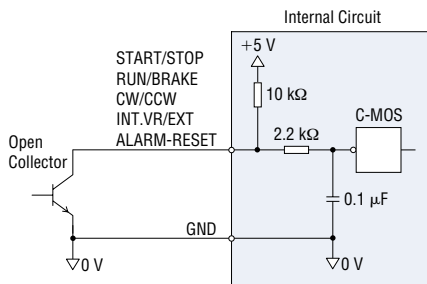 Internal Circuit
+5 V
START/STOP
RUN/BRAKE
CW/CCW
INT.VR/EXT
ALARM-RESET
10 kΩ
2.2 kΩ
C-MOS
Open
Collector
0.1 μF
GND
0 V
0 V